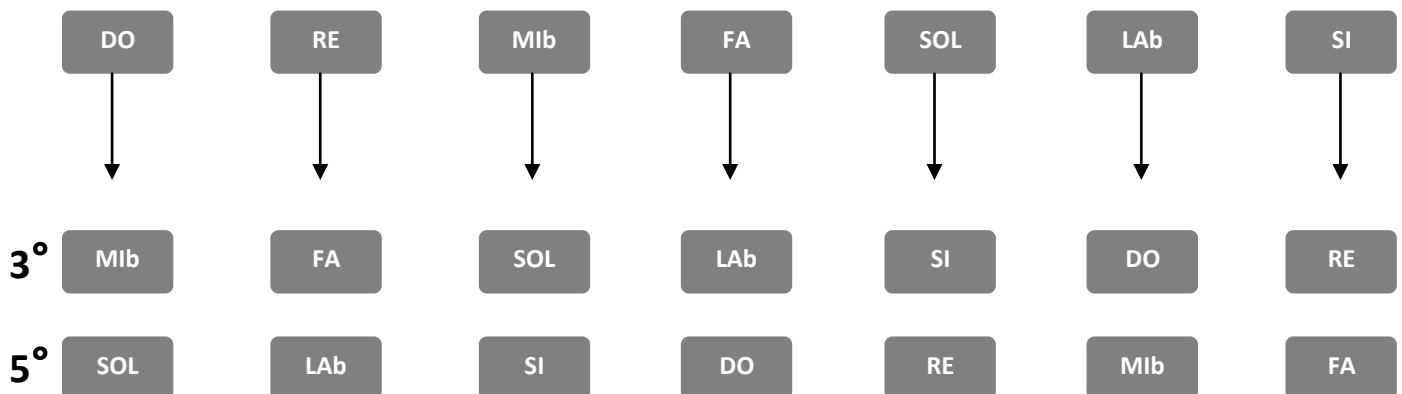 DO RE MIb FA SOL LAb SI
3° MIb FA SOL LAb SI DO RE
5° SOL LAb SI DO RE MIb FA